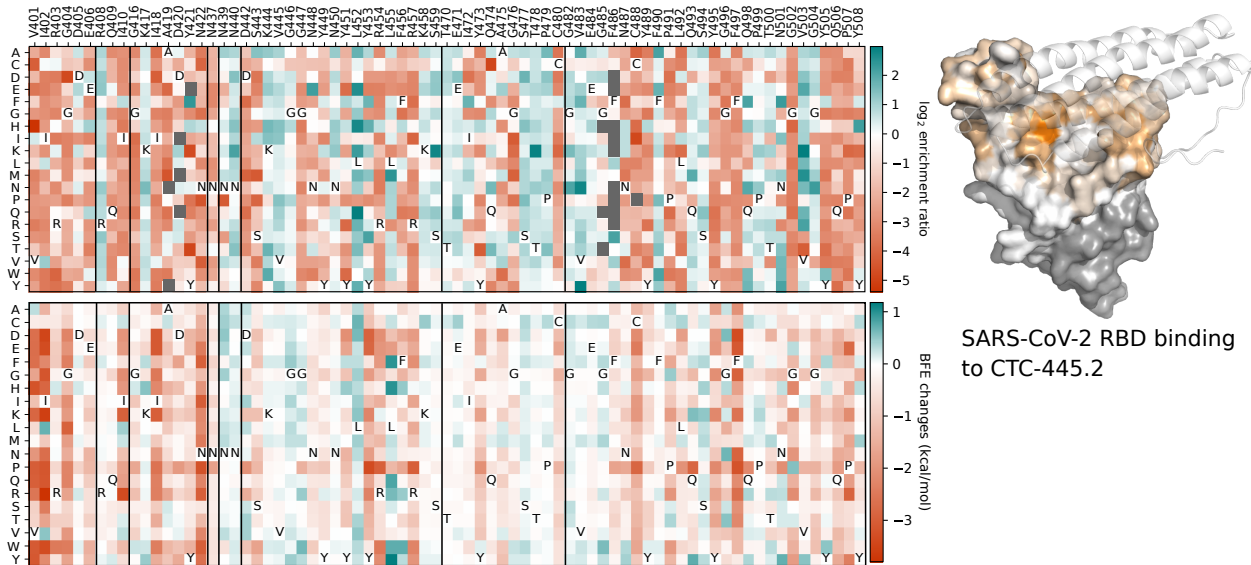 V401 I402 R403 G404 D405 E406 R408 Q409 I410 G416 K417 I418 A419 D420 Y421 N422 N437 N439 N440 D442 S443 K444 V445 G446 G447 N448 Y449 N450 Y451 L452 Y453 R454 L455 F456 R457 K458 S459 T470 E471 I472 Y473 Q474 A475 G476 S477 T478 P479 C480 G482 V483 E484 G485 F486 N487 C488 Y489 F490 P491 L492 Q493 S494 Y495 G496 F497 Q498 P499 T500 N501 G502 V503 G504 Y505 Q506 P507 Y508
A A A
C C C
D D D D
E E E E
F F F F F
G G G G G G G G G G G
H
I I I I I
K K K K
L L L L
M
N N N N N N N N N
P P P P P
Q Q Q Q Q Q
R R R R R
S S S S S
T T T T
V V V V V
W
Y Y Y Y Y Y Y Y Y Y
2
1
0
−1
−2
−3
−4
−5
log2 enrichment ratio
A A A
C C C
D D D D
E E E E
F F F F F
G G G G G G G G G G G
H
I I I I I
K K K K
L L L L
M
N N N N N N N N N
P P P P P
Q Q Q Q Q Q
R R R R R
S S S S S
T T T T
V V V V V
W
Y Y Y Y Y Y Y Y Y Y
1
0
−1
−2
−3
BFE changes (kcal/mol)
SARS-CoV-2 RBD binding
to CTC-445.2